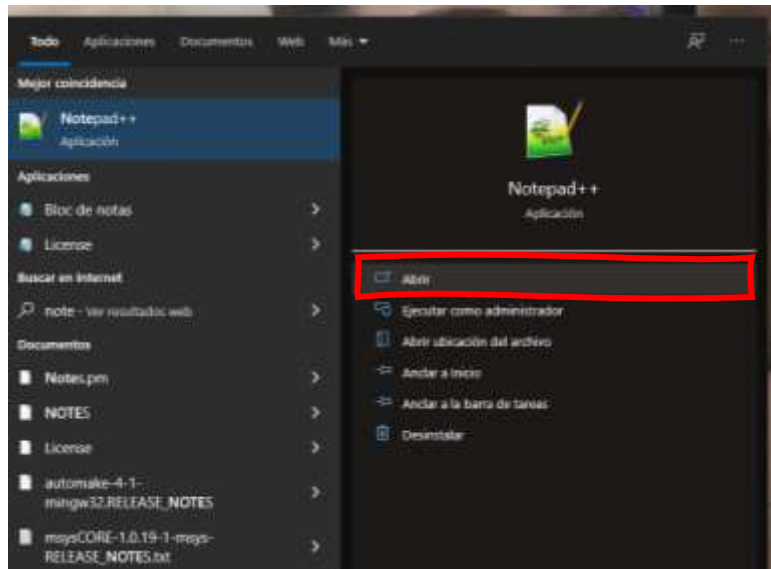 Todo Aplicaciones Documentos Web Más
Mejor coincidencia
Notepad++
Aplicación
Aplicaciones
Bloc de notas
License
Buscar en Internet
note - Ver resultados web
Documentos
Notes.pm
NOTES
License
automake-4-1-
mingw32.RELEASE_NOTES
msysCORE-1.0.19-1-msys-
RELEASE_NOTES.txt
Notepad++
Aplicación
Abrir
Ejecutar como administrador
Abrir ubicación del archivo
Anclar a Inicio
Anclar a la barra de tareas
Desinstalar